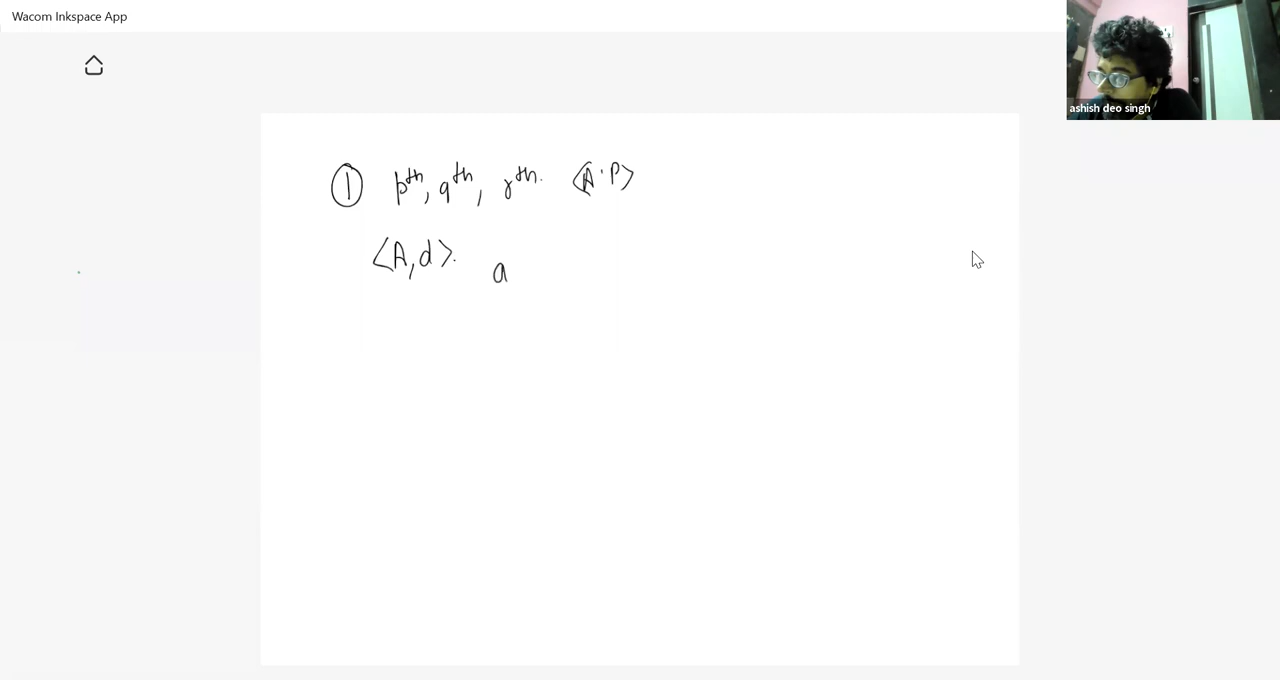 Wacom Inkspace App
ashish deo singh
① pth, qth, rth. <A.P>
<A,d>. a